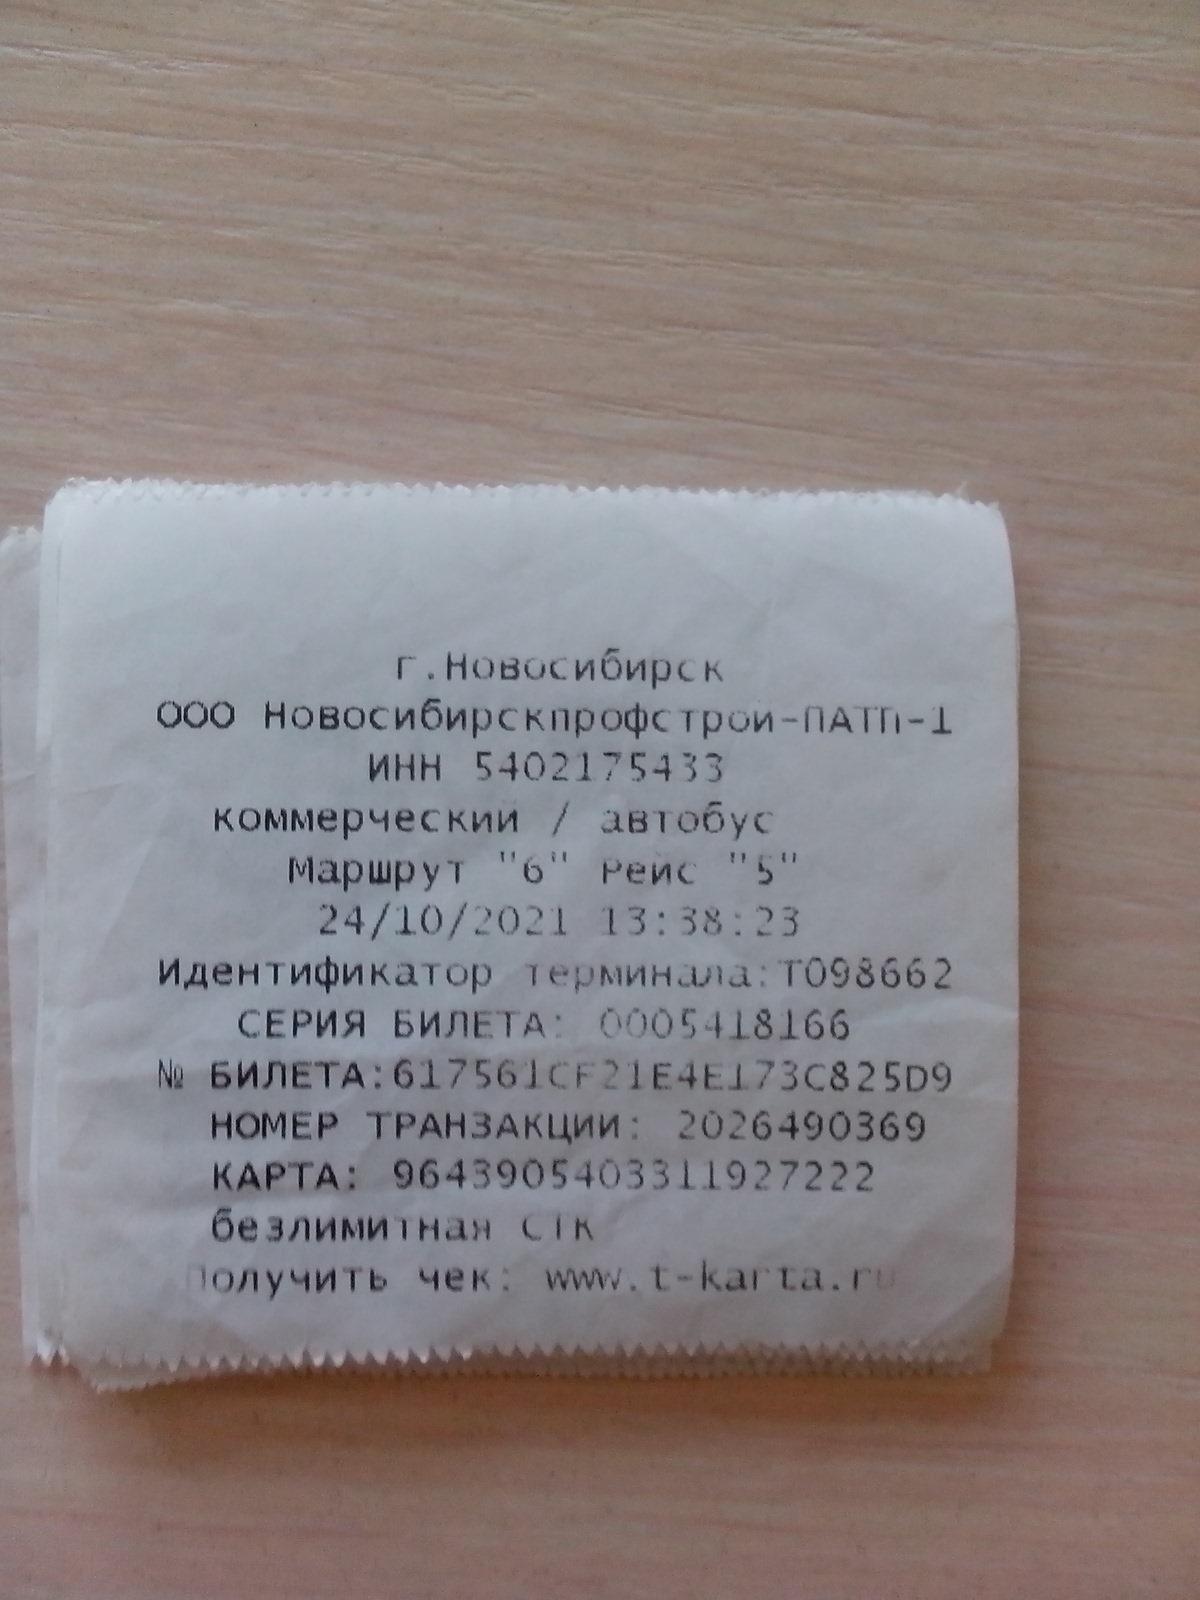 г.Новосибирск
ООО Новосибирскпрофстрой-ПАТП-1
ИНН 5402175433
коммерческий / автобус
Маршрут "6" Рейс "5"
24/10/2021 13:38:23
Идентификатор терминала:T098662
СЕРИЯ БИЛЕТА: 0005418166
№ БИЛЕТА:617561CF21E4E173C825D9
НОМЕР ТРАНЗАКЦИИ: 2026490369
КАРТА: 9643905403311927222
безлимитная СТК
Получить чек: www.t-karta.ru